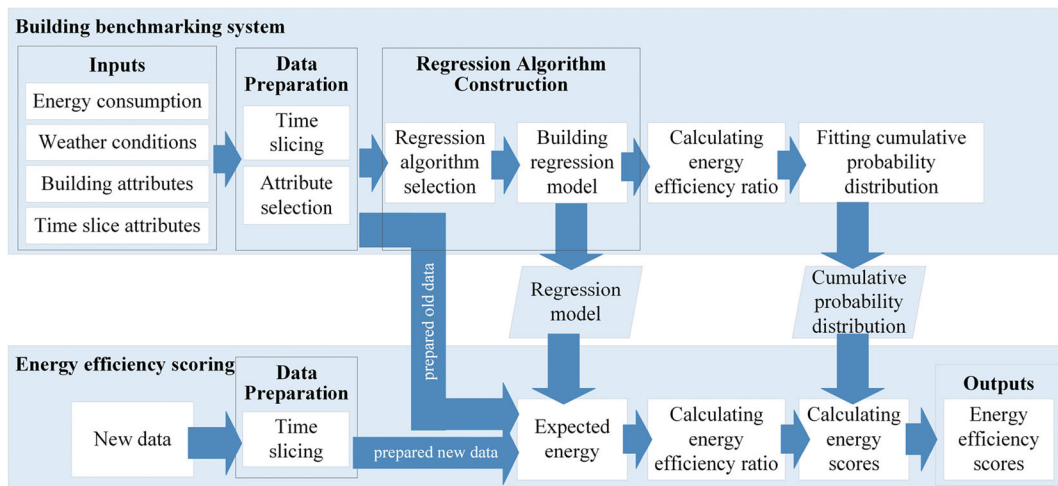 Building benchmarking system
Inputs
Energy consumption
Weather conditions
Building attributes
Time slice attributes
Data
Preparation
Time
slicing
Attribute
selection
Regression Algorithm
Construction
Regression
algorithm
selection
Building
regression
model
Calculating
energy
efficiency ratio
Fitting cumulative
probability
distribution
prepared old data
Regression
model
Cumulative
probability
distribution
Energy efficiency scoring
New data
Data
Preparation
Time
slicing
prepared new data
Expected
energy
Calculating
energy
efficiency ratio
Calculating
energy
scores
Outputs
Energy
efficiency
scores